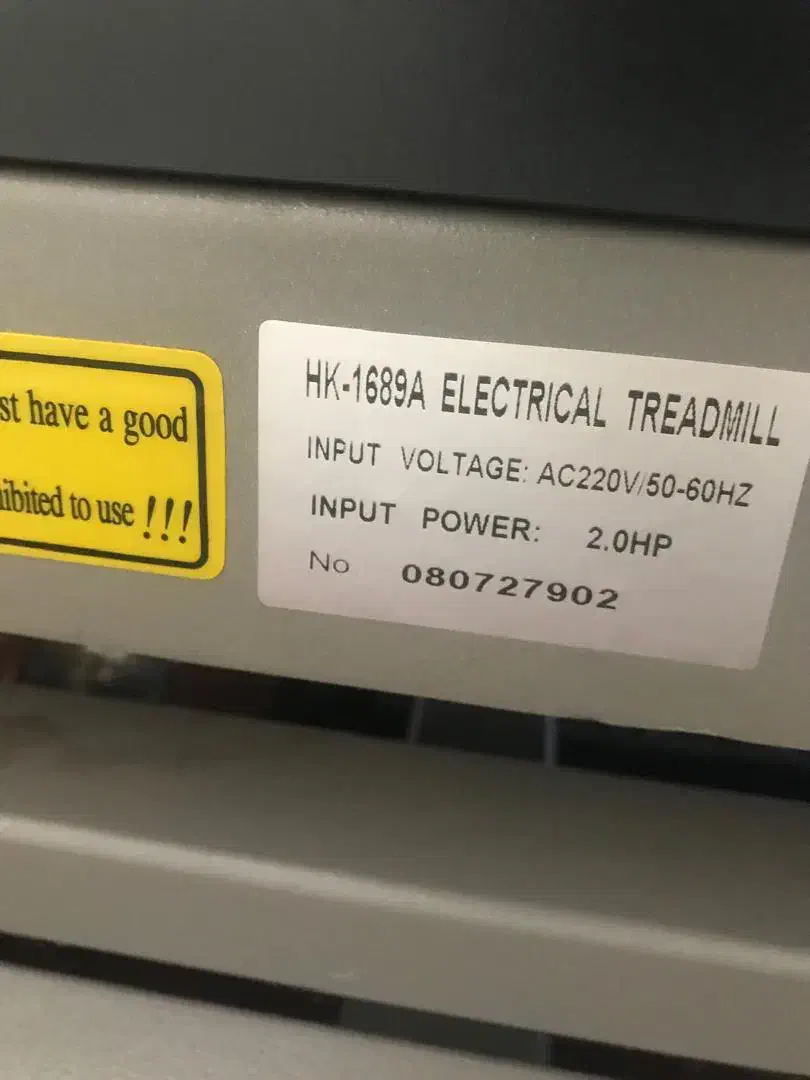 st have a good
ibited to use !!!
HK-1689A ELECTRICAL TREADMILL
INPUT VOLTAGE: AC220V/50-60HZ
INPUT POWER: 2.0HP
No 080727902